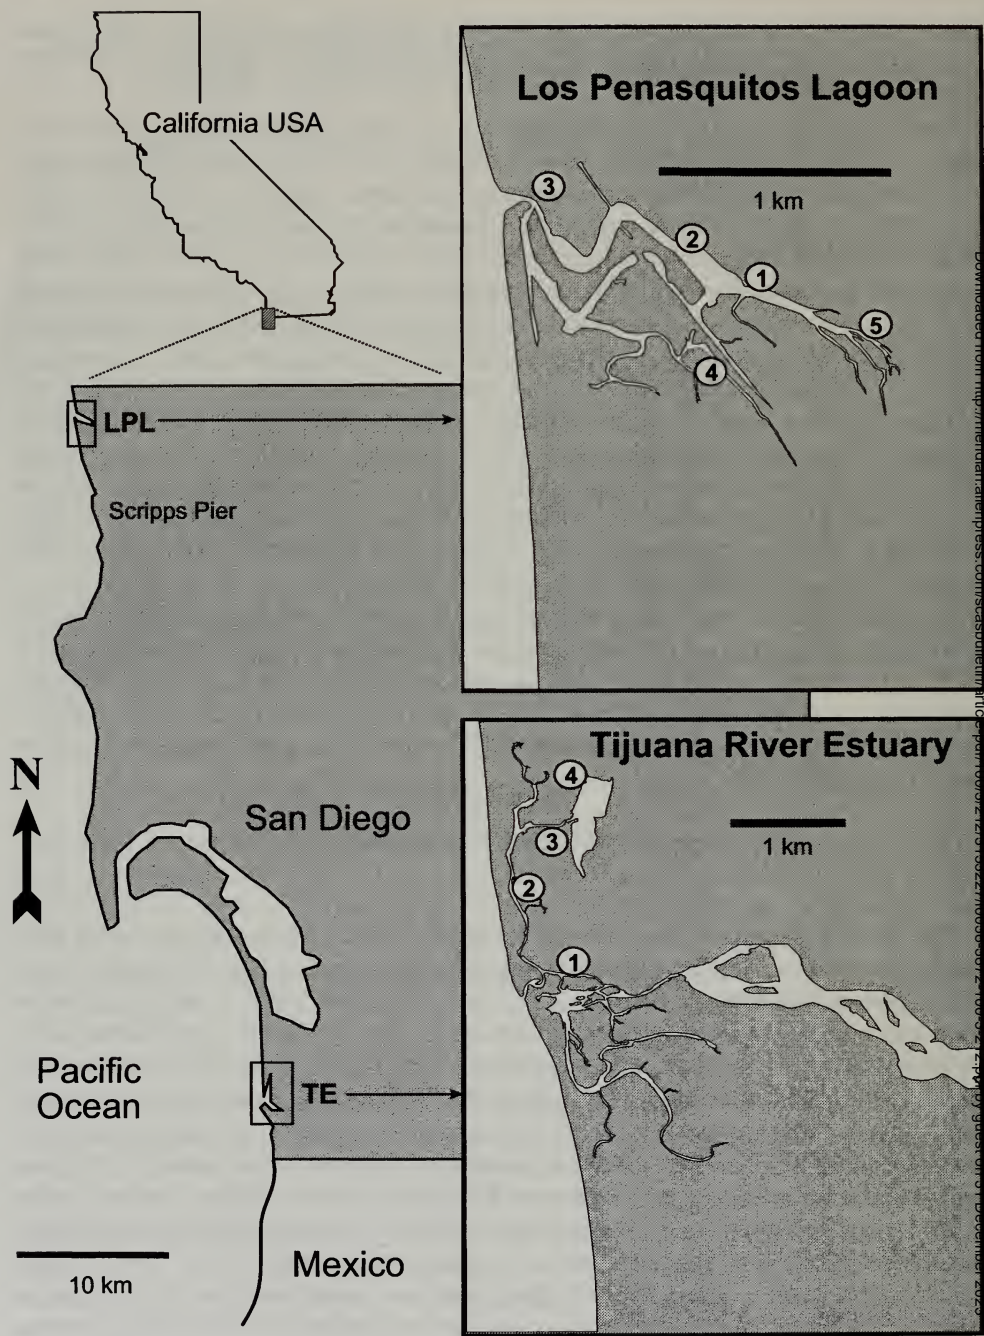 California USA
LPL
Scripps Pier
N
San Diego
Pacific
Ocean
TE
Mexico
10 km
Los Penasquitos Lagoon
1 km
3
2
1
5
4
Tijuana River Estuary
1 km
4
3
2
1